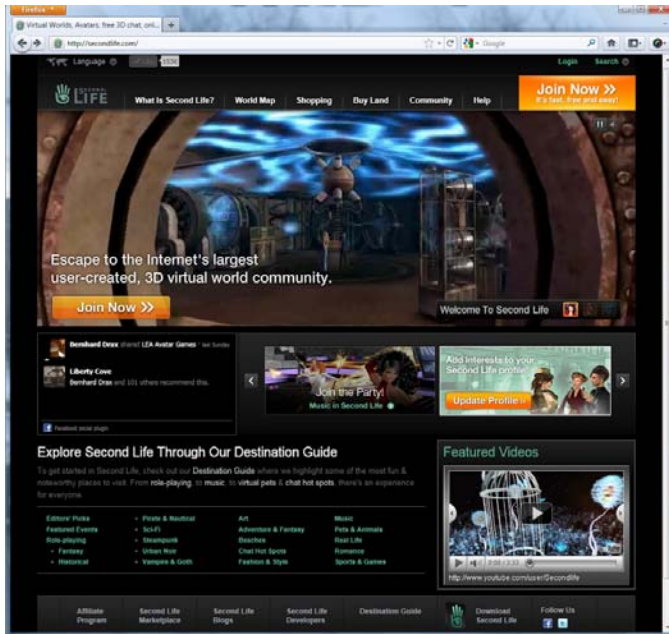 Firefox
Virtual Worlds, Avatars, free 3D chat, onl...
http://secondlife.com/
Google
Language
Login
Search
SECOND
LIFE
What Is Second Life?
World Map
Shopping
Buy Land
Community
Help
Join Now >>
It's fast, free and easy!
Escape to the Internet's largest
user-created, 3D virtual world community.
Join Now >>
Welcome To Second Life
Bernhard Drax shared LEA Avatar Games · last Sunday
Liberty Cove
Bernhard Drax and 101 others recommend this.
Facebook social plugin
Join the Party!
Music in Second Life
Add Interests to your
Second Life profile
Update Profile »
Explore Second Life Through Our Destination Guide
To get started in Second Life, check out our Destination Guide where we highlight some of the most fun &
noteworthy places to visit. From role-playing, to music, to virtual pets & chat hot spots, there's an experience
for everyone.
Editors' Picks
Featured Events
Role-playing
Fantasy
Historical
Pirate & Nautical
Sci-Fi
Steampunk
Urban Noir
Vampire & Goth
Art
Adventure & Fantasy
Beaches
Chat Hot Spots
Fashion & Style
Music
Pets & Animals
Real Life
Romance
Sports & Games
Featured Videos
http://www.youtube.com/user/Secondlife
Affiliate
Program
Second Life
Marketplace
Second Life
Blogs
Second Life
Developers
Destination Guide
Download
Second Life
Follow Us